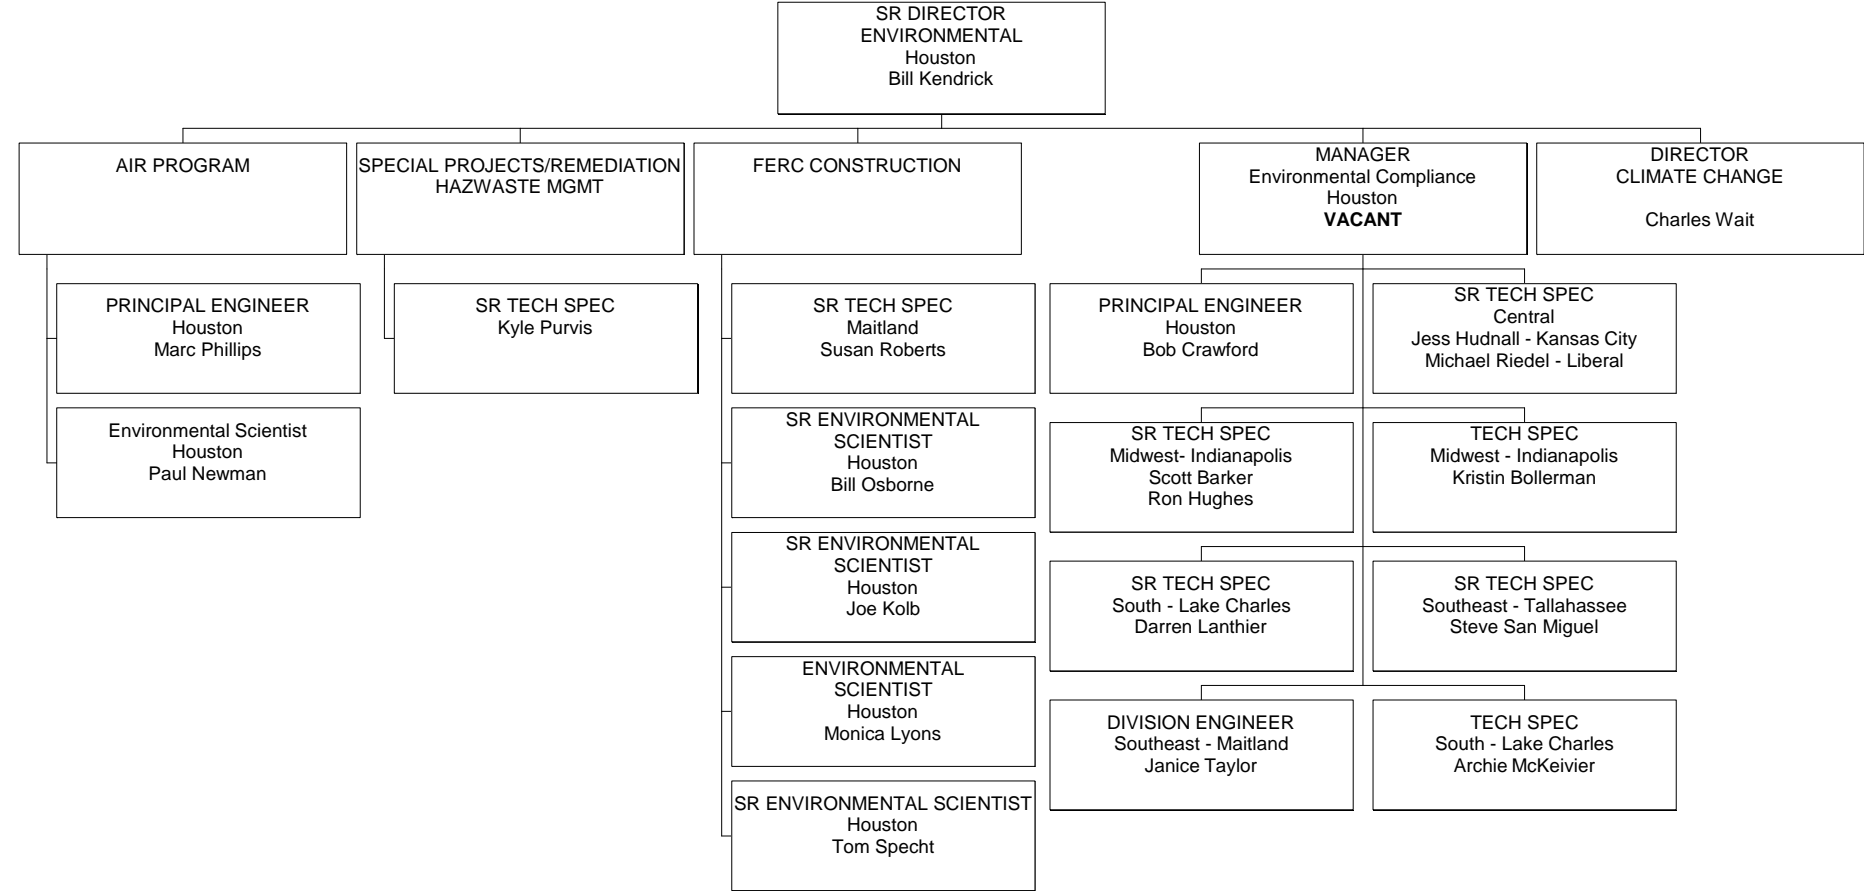 SR DIRECTOR
ENVIRONMENTAL
Houston
Bill Kendrick
AIR PROGRAM
SPECIAL PROJECTS/REMEDIATION
HAZWASTE MGMT
FERC CONSTRUCTION
MANAGER
Environmental Compliance
Houston
VACANT
DIRECTOR
CLIMATE CHANGE
Charles Wait
PRINCIPAL ENGINEER
Houston
Marc Phillips
Environmental Scientist
Houston
Paul Newman
SR TECH SPEC
Kyle Purvis
SR TECH SPEC
Maitland
Susan Roberts
SR ENVIRONMENTAL
SCIENTIST
Houston
Bill Osborne
SR ENVIRONMENTAL
SCIENTIST
Houston
Joe Kolb
ENVIRONMENTAL
SCIENTIST
Houston
Monica Lyons
SR ENVIRONMENTAL SCIENTIST
Houston
Tom Specht
PRINCIPAL ENGINEER
Houston
Bob Crawford
SR TECH SPEC
Central
Jess Hudnall - Kansas City
Michael Riedel - Liberal
SR TECH SPEC
Midwest- Indianapolis
Scott Barker
Ron Hughes
TECH SPEC
Midwest - Indianapolis
Kristin Bollerman
SR TECH SPEC
South - Lake Charles
Darren Lanthier
SR TECH SPEC
Southeast - Tallahassee
Steve San Miguel
DIVISION ENGINEER
Southeast - Maitland
Janice Taylor
TECH SPEC
South - Lake Charles
Archie McKeivier